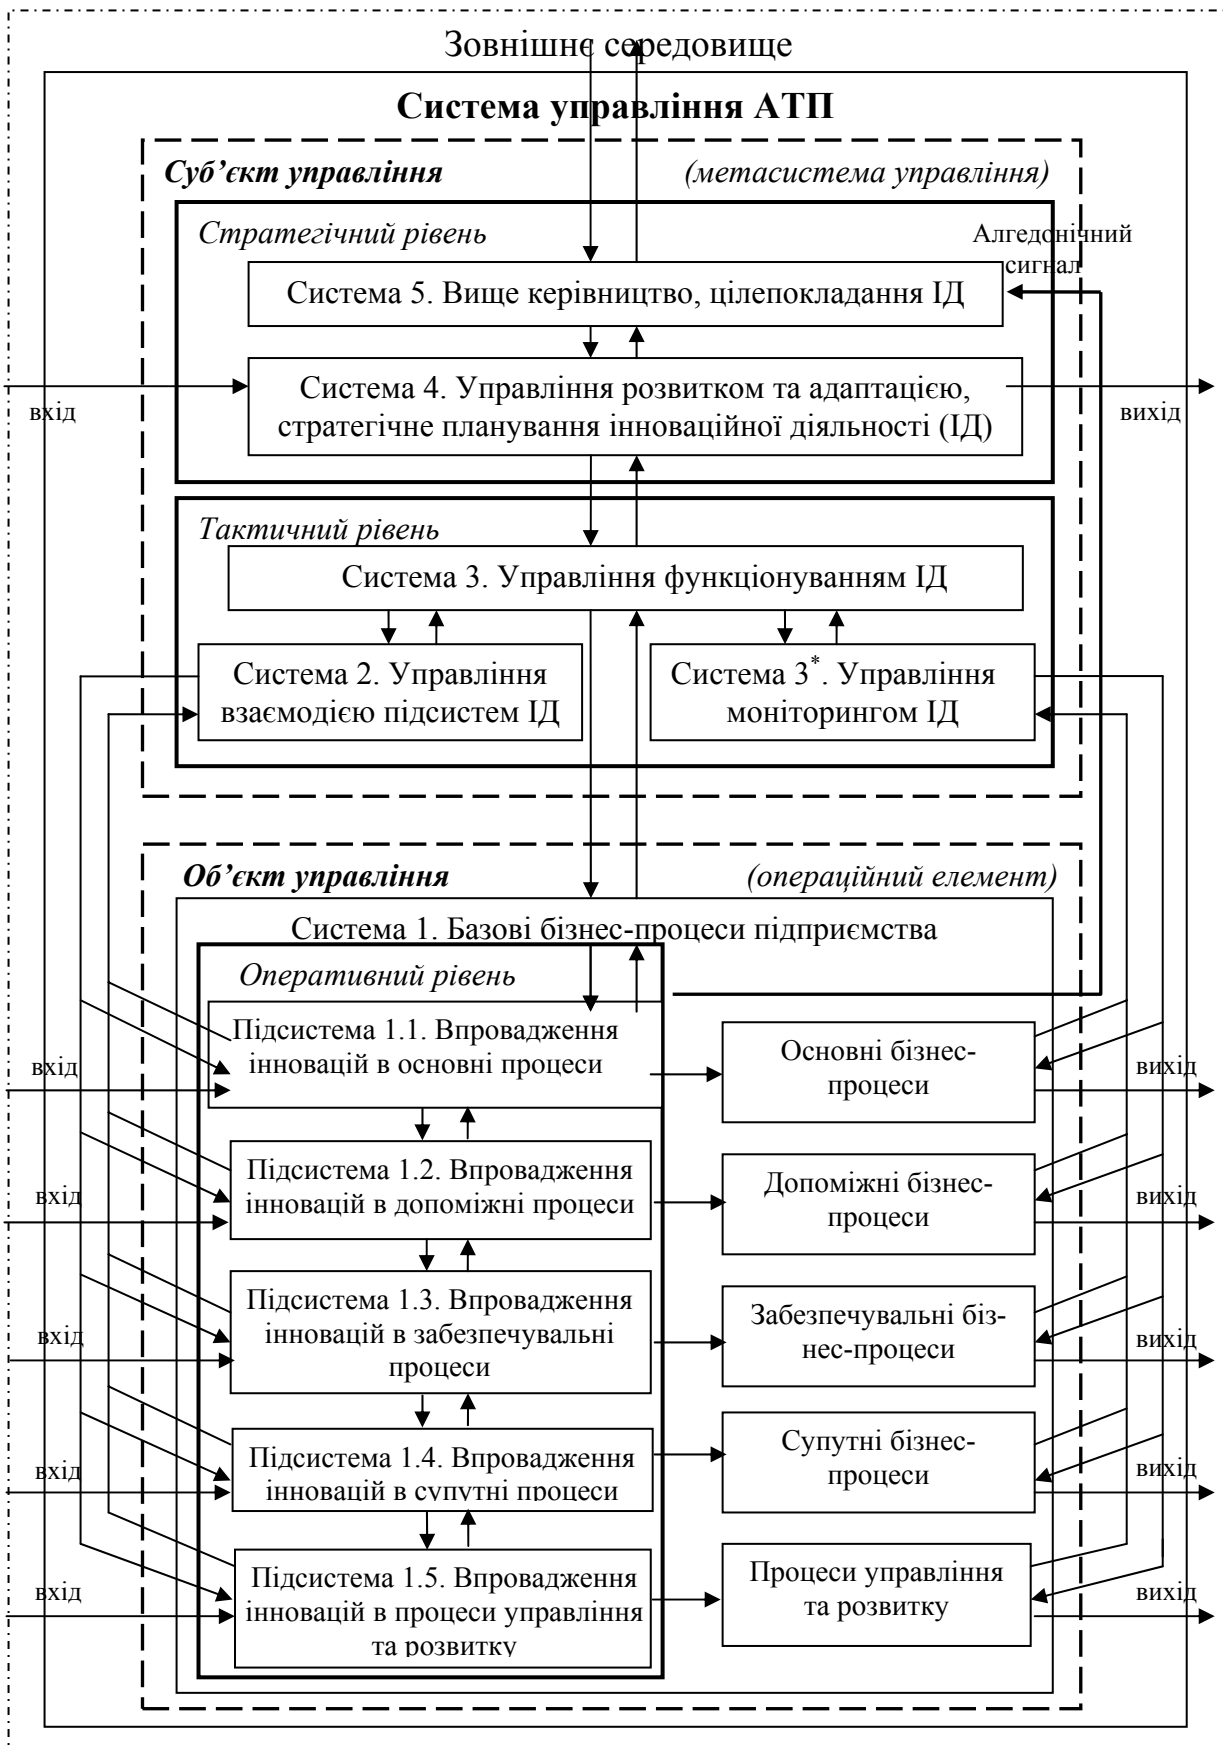 Зовнішнє середовище
Система управління АТП
Суб’єкт управління
(метасистема управління)
Стратегічний рівень
Алгедонічний
сигнал
Система 5. Вище керівництво, цілепокладання ІД
Система 4. Управління розвитком та адаптацією,
стратегічне планування інноваційної діяльності (ІД)
вхід
вихід
Тактичний рівень
Система 3. Управління функціонуванням ІД
Система 2. Управління
взаємодією підсистем ІД
Система 3*. Управління
моніторингом ІД
Об’єкт управління
(операційний елемент)
Система 1. Базові бізнес-процеси підприємства
Оперативний рівень
вхід
Підсистема 1.1. Впровадження
інновацій в основні процеси
Основні бізнес-
процеси
вихід
вхід
Підсистема 1.2. Впровадження
інновацій в допоміжні процеси
Допоміжні бізнес-
процеси
вихід
вхід
Підсистема 1.3. Впровадження
інновацій в забезпечувальні
процеси
Забезпечувальні біз-
нес-процеси
вихід
вхід
Підсистема 1.4. Впровадження
інновацій в супутні процеси
Супутні бізнес-
процеси
вихід
вхід
Підсистема 1.5. Впровадження
інновацій в процеси управління
та розвитку
Процеси управління
та розвитку
вихід